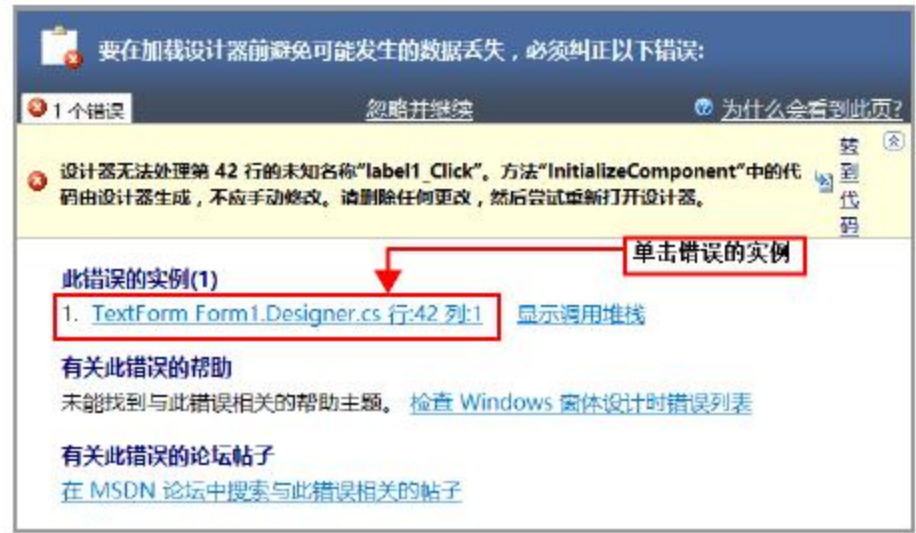 要在加载设计器前避免可能发生的数据丢失，必须纠正以下错误:
1 个错误
忽略并继续
为什么会看到此页?
设计器无法处理第 42 行的未知名称"label1_Click"。方法"InitializeComponent"中的代
码由设计器生成，不应手动修改。请删除任何更改，然后尝试重新打开设计器。
转到代码
单击错误的实例
此错误的实例(1)
1. TextForm Form1.Designer.cs 行:42 列:1
显示调用堆栈
有关此错误的帮助
未能找到与此错误相关的帮助主题。 检查 Windows 窗体设计时错误列表
有关此错误的论坛帖子
在 MSDN 论坛中搜索与此错误相关的帖子